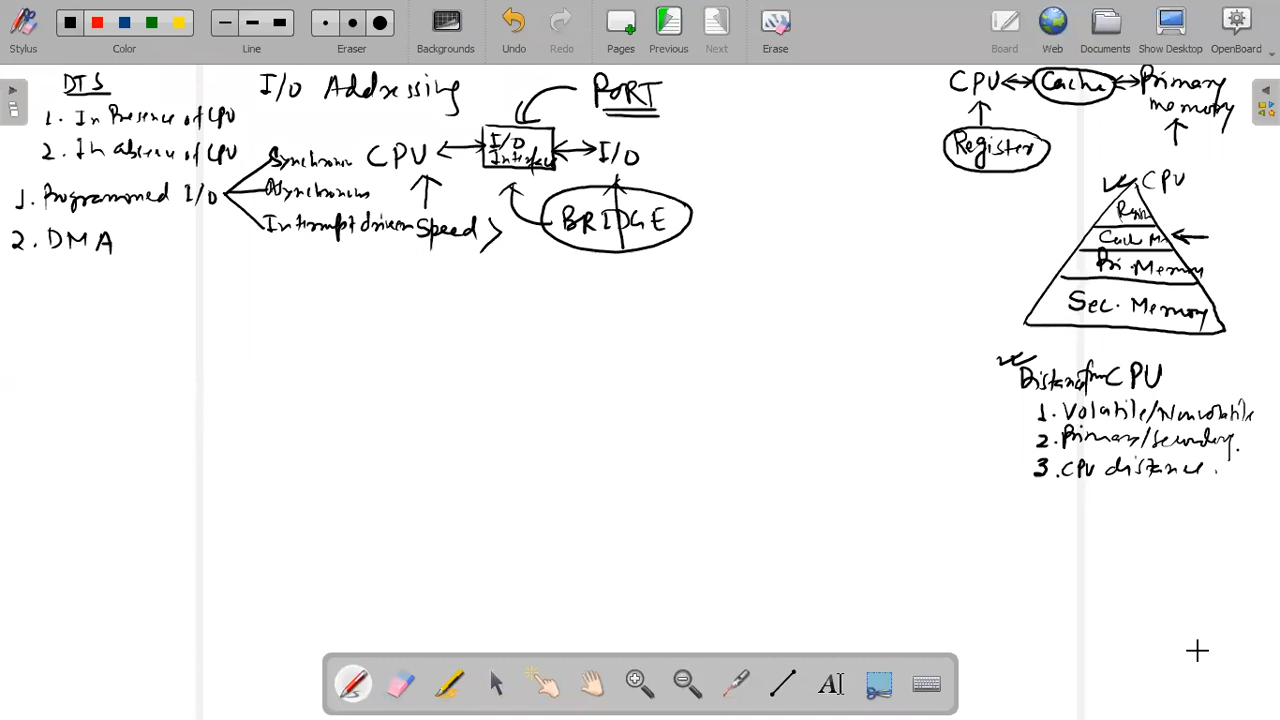 Stylus
Color
Line
Eraser
Backgrounds
Undo
Redo
Pages
Previous
Next
Erase
Board
Web
Documents
Show Desktop
OpenBoard
DTS
1. In Presence of CPU
2. In absence of CPU
1. Programmed I/O
2. DMA
Synchronous
Asynchronous
Interrupt driven
I/O Addressing
PORT
CPU
I/O
Interface
I/O
Speed
BRIDGE
CPU
Cache
Primary
memory
Register
CPU
Cache
Pri. Memory
Sec. Memory
Distance from CPU
1. Volatile/Nonvolatile
2. Primary/Secondary.
3. CPU distance.